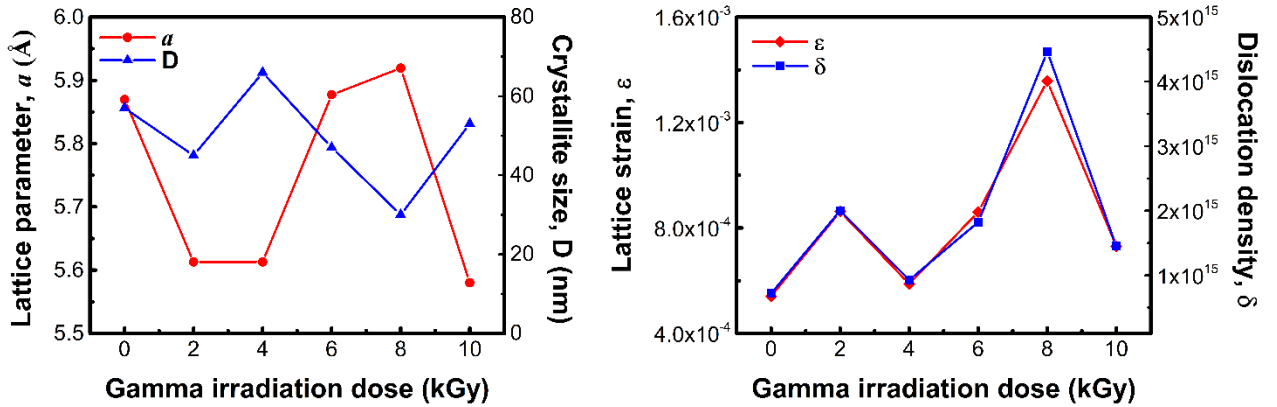 6.0
5.9
5.8
5.7
5.6
5.5
Lattice parameter, a (Å)
a
D
80
60
40
20
0
Crystallite size, D (nm)
0 2 4 6 8 10
Gamma irradiation dose (kGy)
1.6x10⁻³
1.2x10⁻³
8.0x10⁻⁴
4.0x10⁻⁴
Lattice strain, ε
ε
δ
5x10¹⁵
4x10¹⁵
3x10¹⁵
2x10¹⁵
1x10¹⁵
Dislocation density, δ
0 2 4 6 8 10
Gamma irradiation dose (kGy)